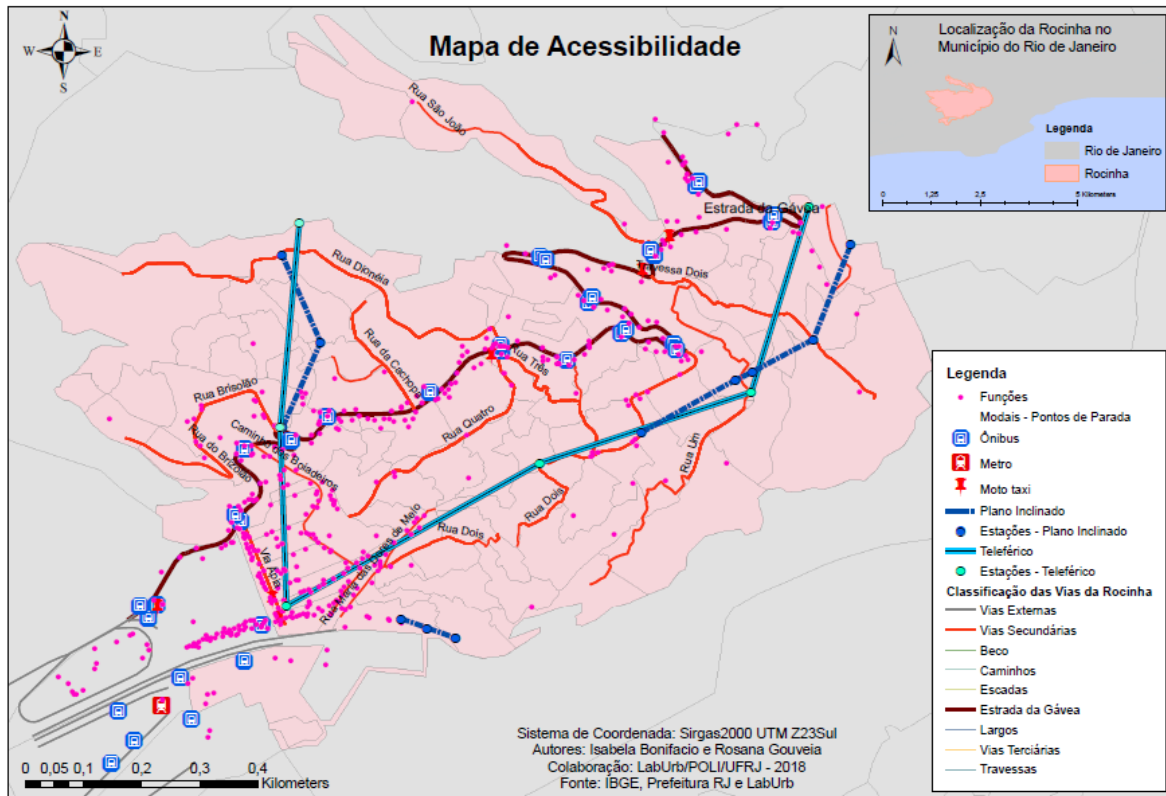 N
W E
S
Mapa de Acessibilidade
N
Localização da Rocinha no
Município do Rio de Janeiro
Legenda
Rio de Janeiro
Rocinha
0 1,25 2,5 5 Kilometers
Rua São João
Estrada da Gávea
Travessa Dois
Rua Dionéia
Rua da Cachopa
Rua Três
Rua Brisolão
Rua do Brizolão
Caminho dos Boiadeiros
Rua Quatro
Rua Um
Rua Dois
Rua Dois
Via Ápia
Legenda
Funções
Modais - Pontos de Parada
Ônibus
Metro
Moto taxi
Plano Inclinado
Estações - Plano Inclinado
Teleférico
Estações - Teleférico
Classificação das Vias da Rocinha
Vias Externas
Vias Secundárias
Beco
Caminhos
Escadas
Estrada da Gávea
Largos
Vias Terciárias
Travessas
Sistema de Coordenada: Sirgas2000 UTM Z23Sul
Autores: Isabela Bonifacio e Rosana Gouveia
Colaboração: LabUrb/POLI/UFRJ - 2018
Fonte: IBGE, Prefeitura RJ e LabUrb
0 0,05 0,1 0,2 0,3 0,4
Kilometers